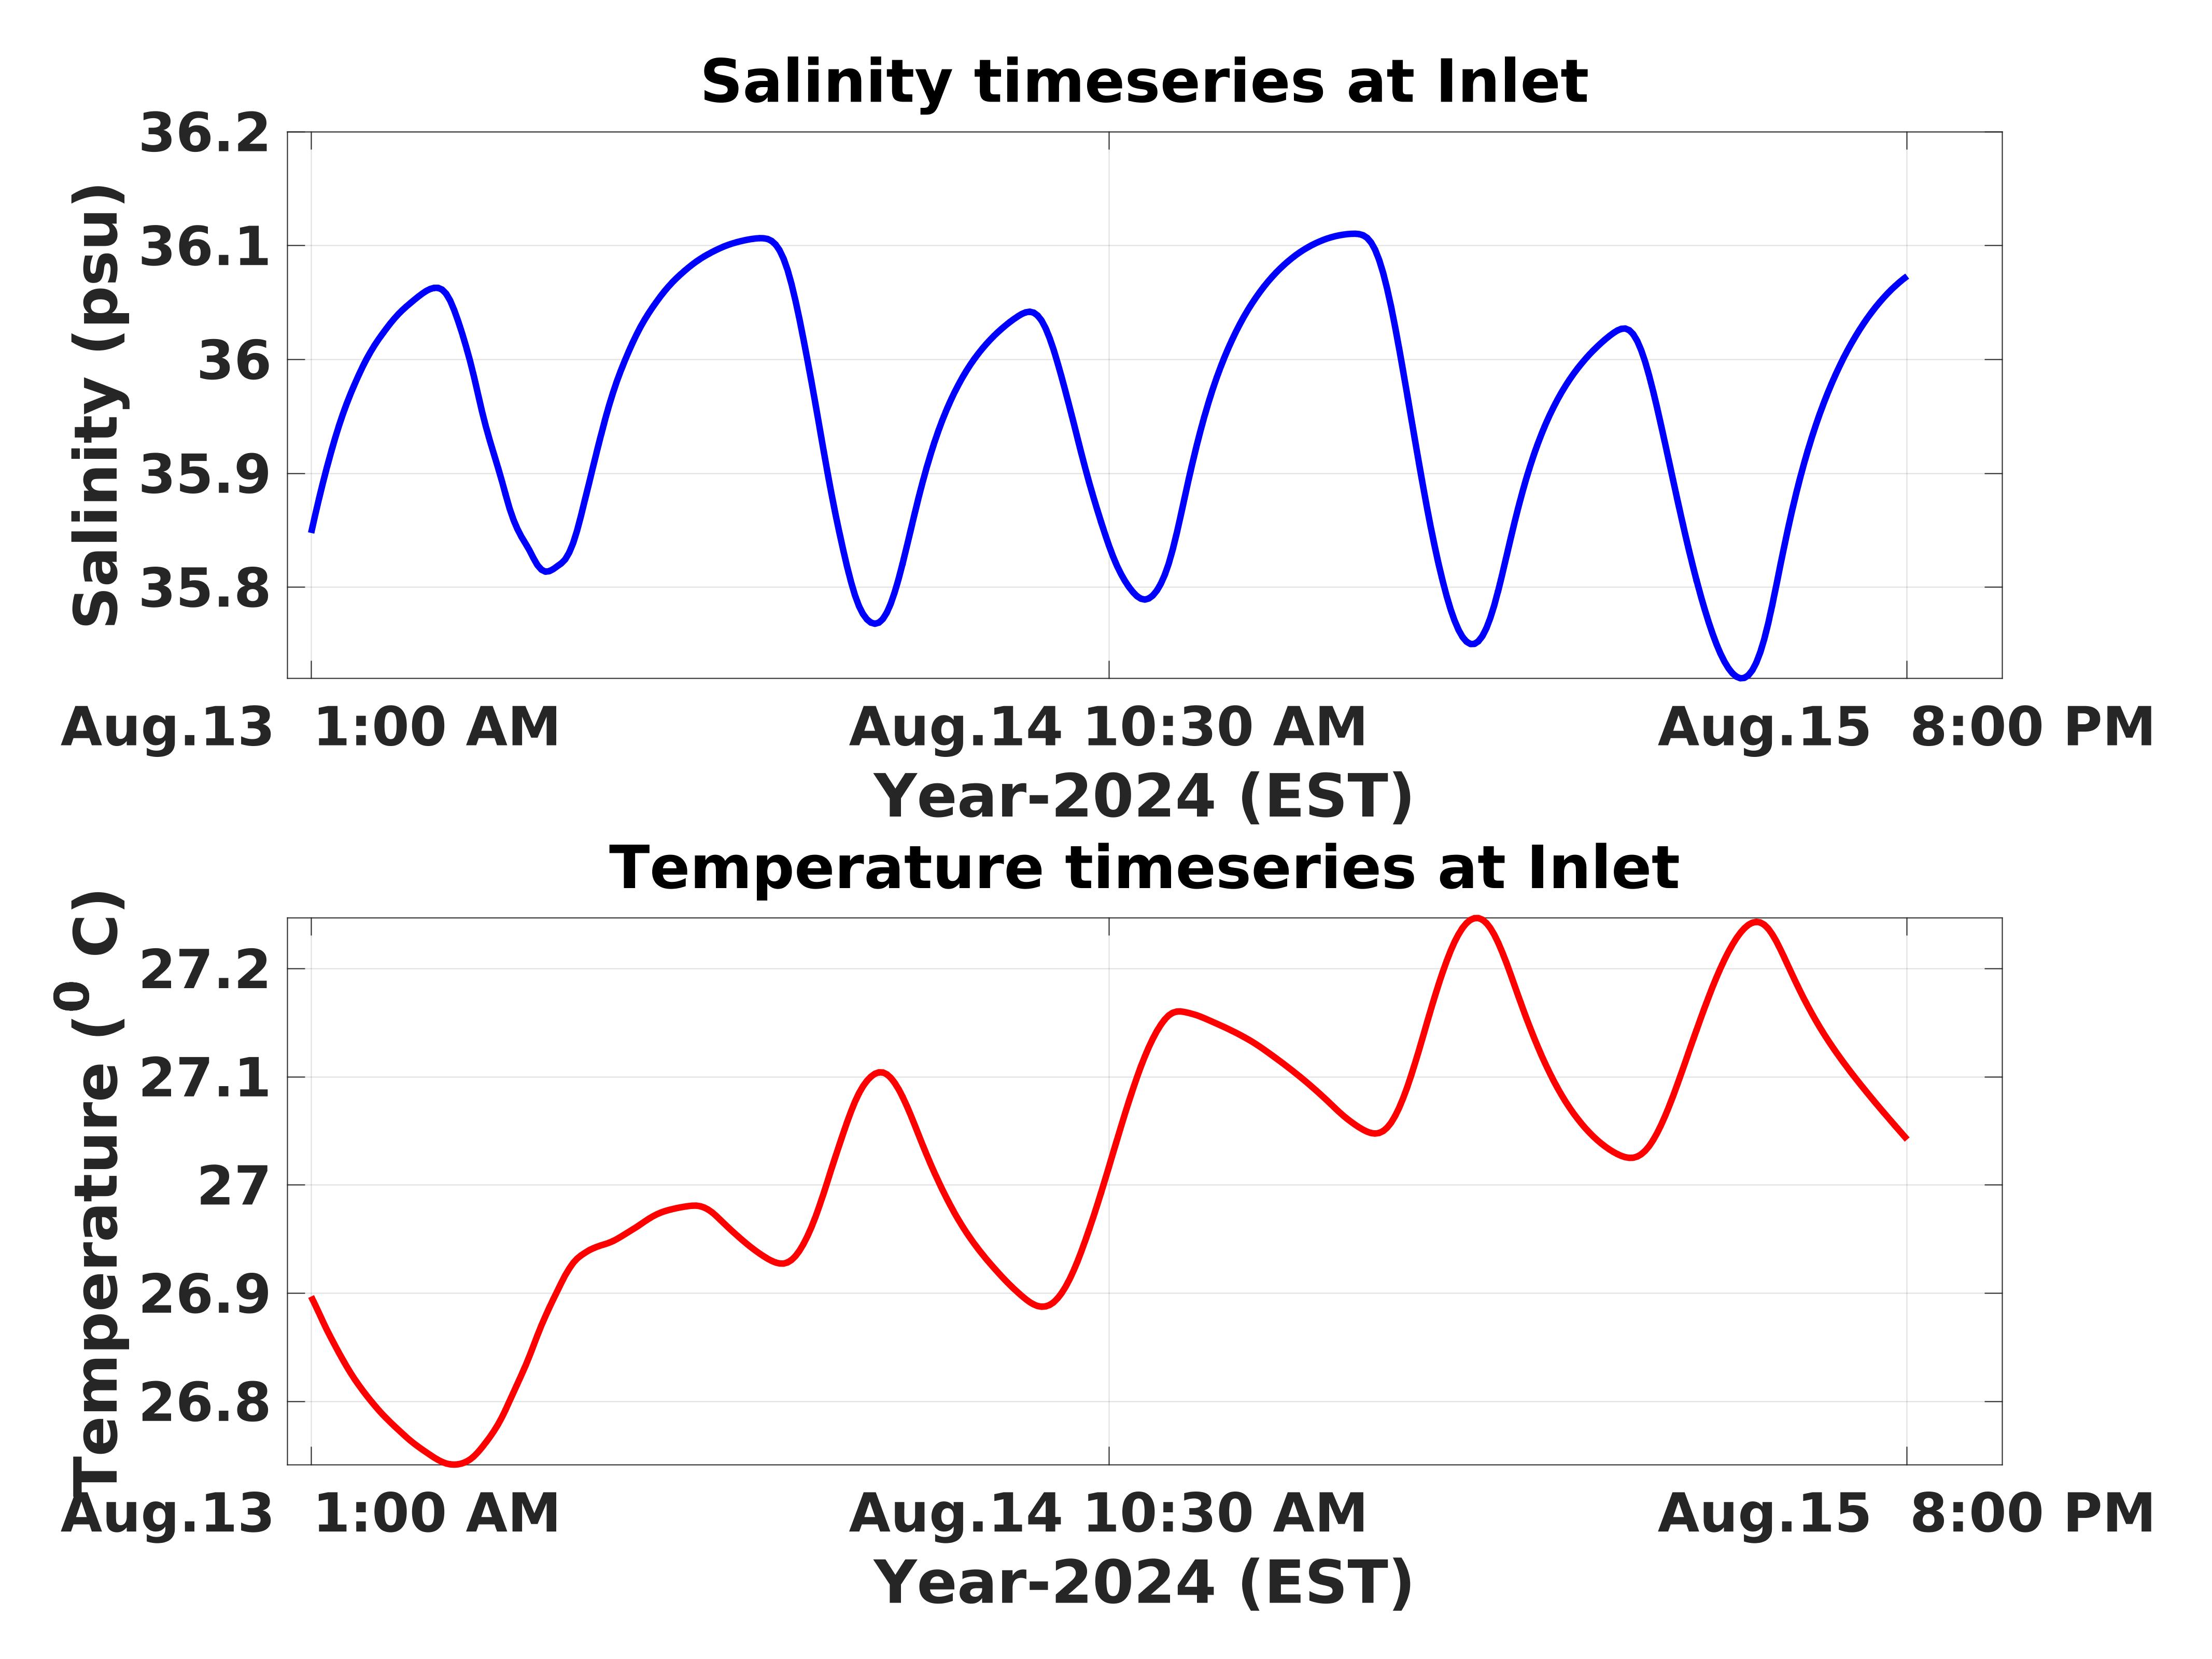 Salinity timeseries at Inlet
Salinity (psu)
36.2
36.1
36
35.9
35.8
Aug.13 1:00 AM Aug.14 10:30 AM Aug.15 8:00 PM
Year-2024 (EST)
Temperature timeseries at Inlet
Temperature (⁰ C)
27.2
27.1
27
26.9
26.8
Aug.13 1:00 AM Aug.14 10:30 AM Aug.15 8:00 PM
Year-2024 (EST)